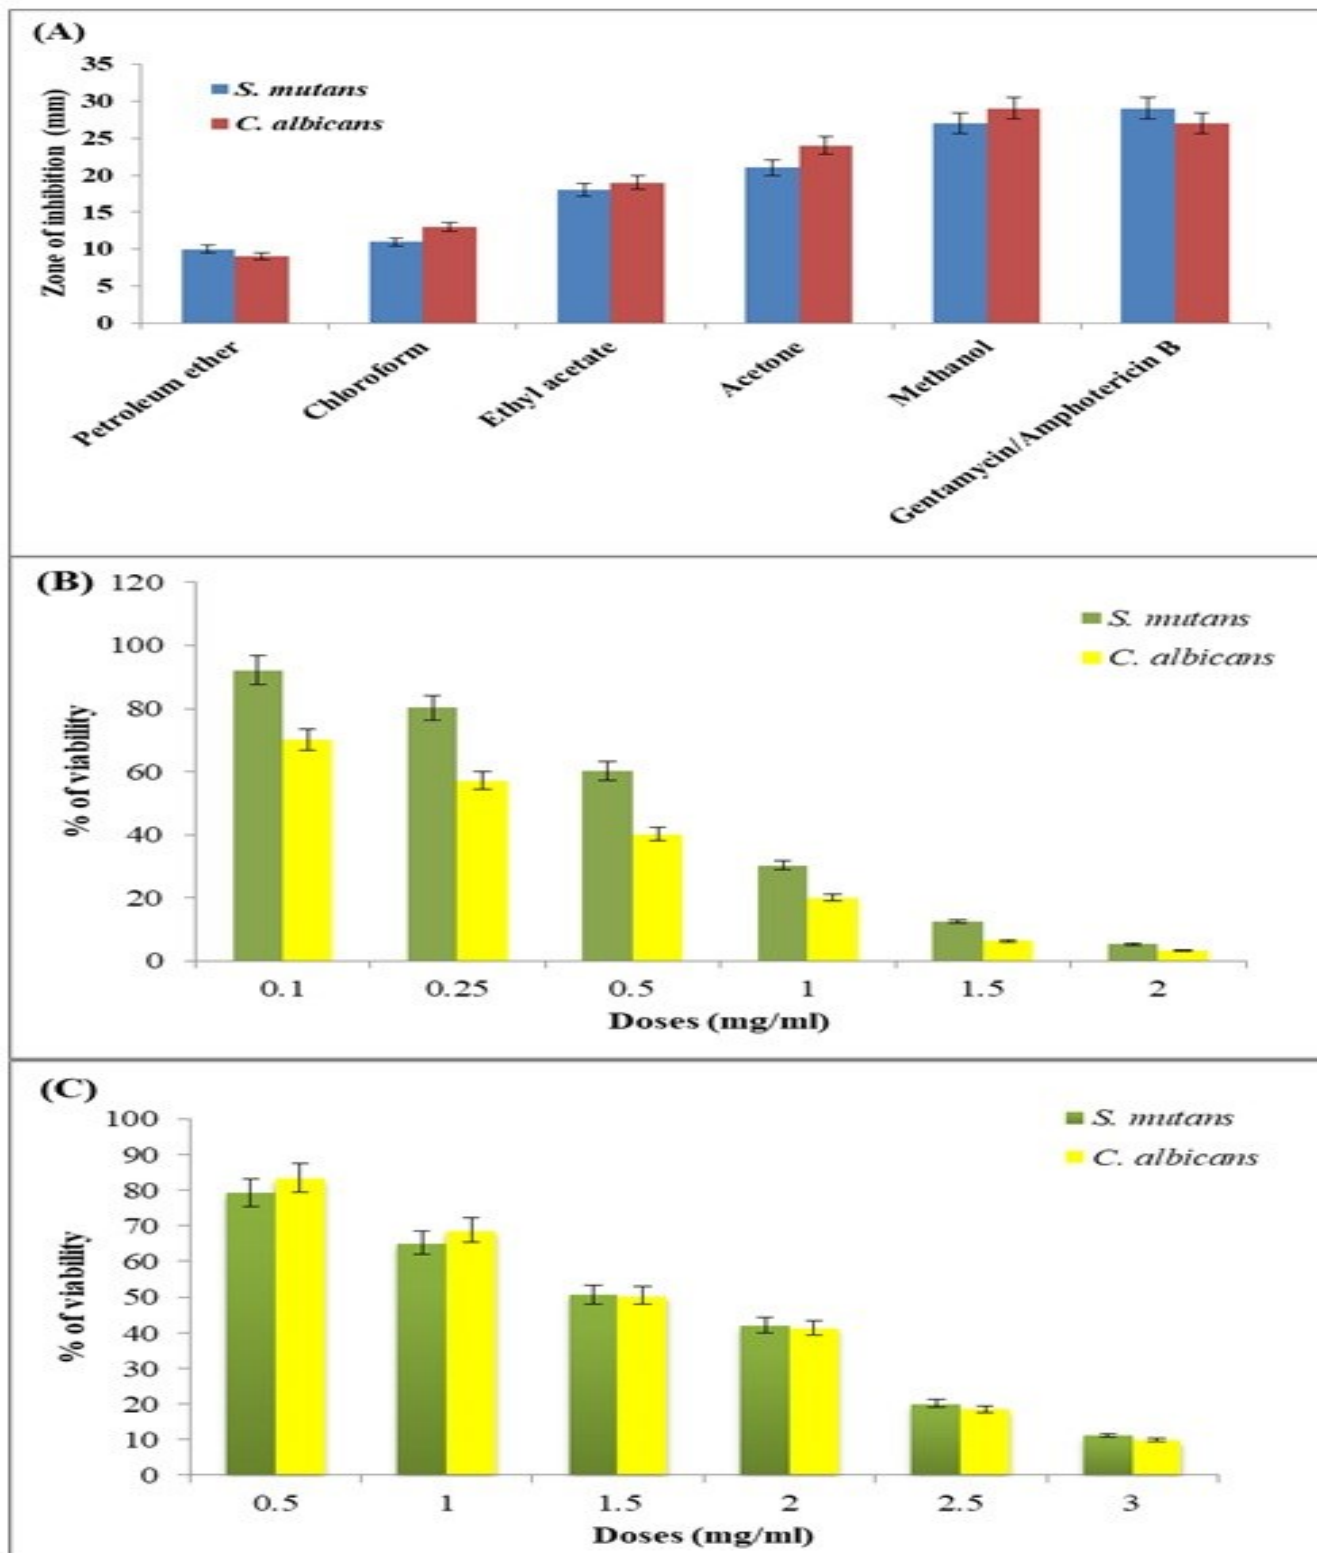 (A)
35
30
25
20
15
10
5
0
Zone of inhibition (mm)
S. mutans
C. albicans
Petroleum ether
Chloroform
Ethyl acetate
Acetone
Methanol
Gentamycin/Amphotericin B
(B)
120
100
80
60
40
20
0
% of viability
S. mutans
C. albicans
0.1 0.25 0.5 1 1.5 2
Doses (mg/ml)
(C)
100
90
80
70
60
50
40
30
20
10
0
% of viability
S. mutans
C. albicans
0.5 1 1.5 2 2.5 3
Doses (mg/ml)